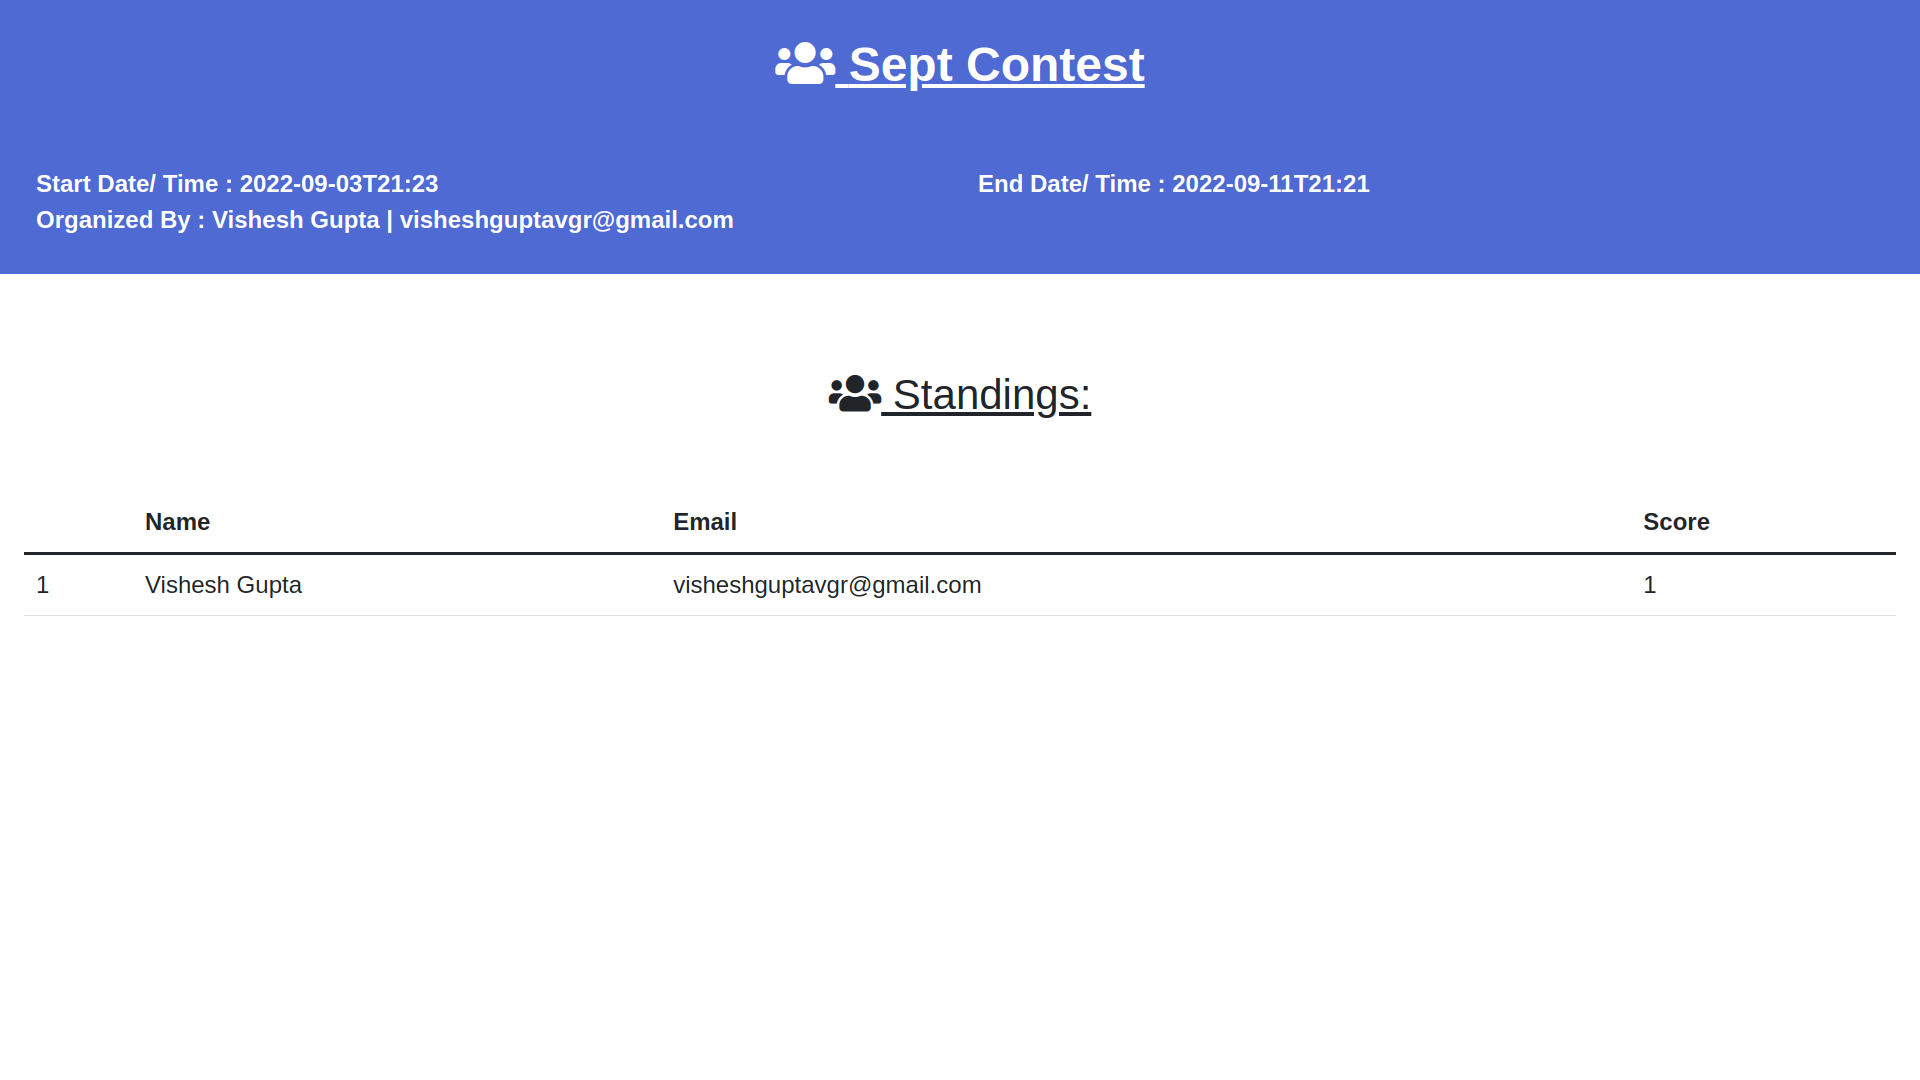 Sept Contest
Start Date/ Time : 2022-09-03T21:23
End Date/ Time : 2022-09-11T21:21
Organized By : Vishesh Gupta | visheshguptavgr@gmail.com
Standings:
Name Email Score
1 Vishesh Gupta visheshguptavgr@gmail.com 1